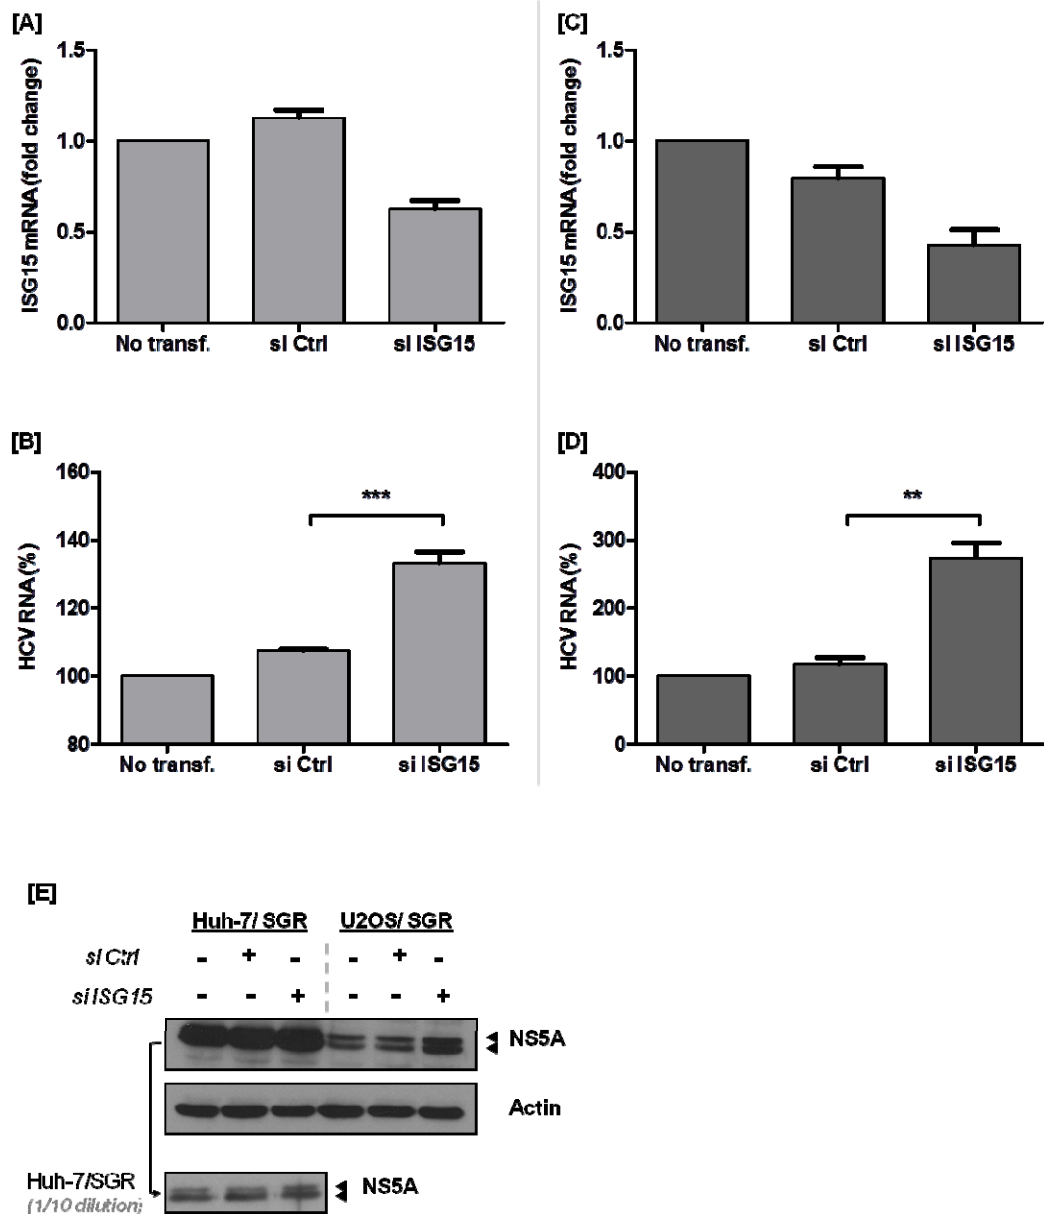 [A]
ISG15 mRNA (fold change)
1.5
1.0
0.5
0.0
No transf.
si Ctrl
si ISG15
[C]
ISG15 mRNA (fold change)
1.5
1.0
0.5
0.0
No transf.
si Ctrl
si ISG15
[B]
HCV RNA (%)
160
140
120
100
80
***
No transf.
si Ctrl
si ISG15
[D]
HCV RNA (%)
400
300
200
100
0
**
No transf.
si Ctrl
si ISG15
[E]
Huh-7/ SGR U2OS/ SGR
si Ctrl - + - - + -
si ISG15 - - + - - +
NS5A
Actin
Huh-7/SGR
(1/10 dilution)
NS5A